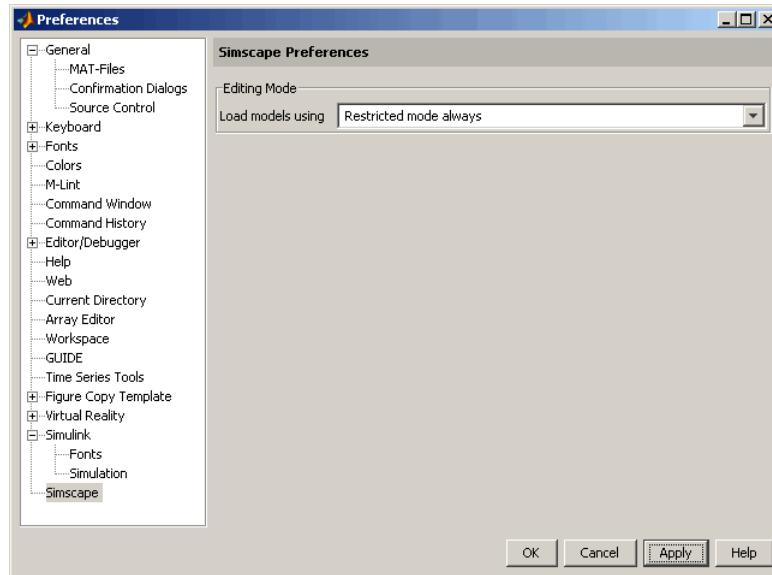 Preferences
General
MAT-Files
Confirmation Dialogs
Source Control
Keyboard
Fonts
Colors
M-Lint
Command Window
Command History
Editor/Debugger
Help
Web
Current Directory
Array Editor
Workspace
GUIDE
Time Series Tools
Figure Copy Template
Virtual Reality
Simulink
Fonts
Simulation
Simscape
Simscape Preferences
Editing Mode
Load models using Restricted mode always
OK Cancel Apply Help